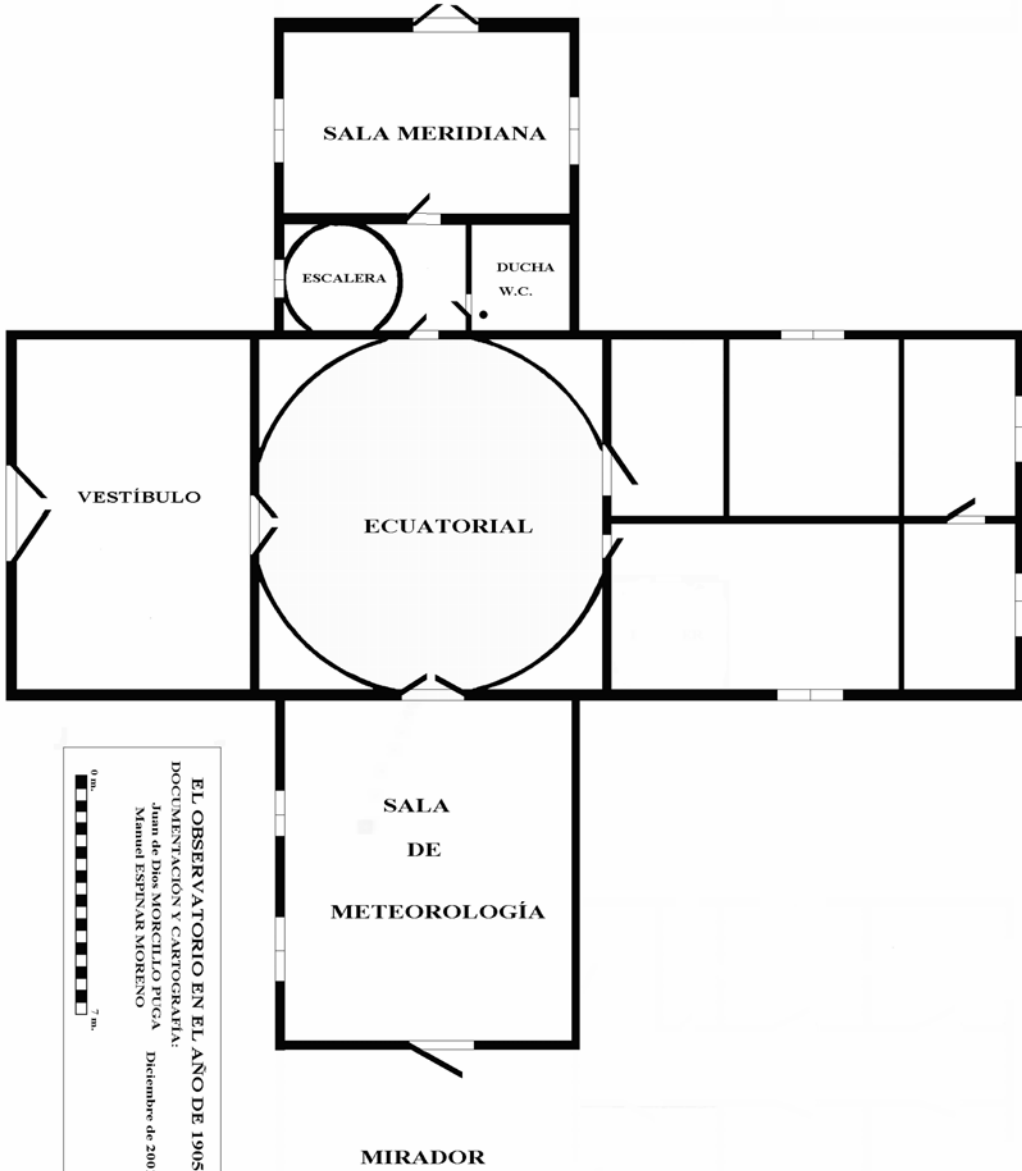 SALA MERIDIANA
ESCALERA
DUCHA
W.C.
VESTÍBULO
ECUATORIAL
SALA
DE
METEOROLOGÍA
MIRADOR
EL OBSERVATORIO EN EL AÑO DE 1905
DOCUMENTACIÓN Y CARTOGRAFÍA:
Juan de Dios MORCILLO PUGA
Manuel ESPINAR MORENO
Diciembre de
0 m.
7 m.